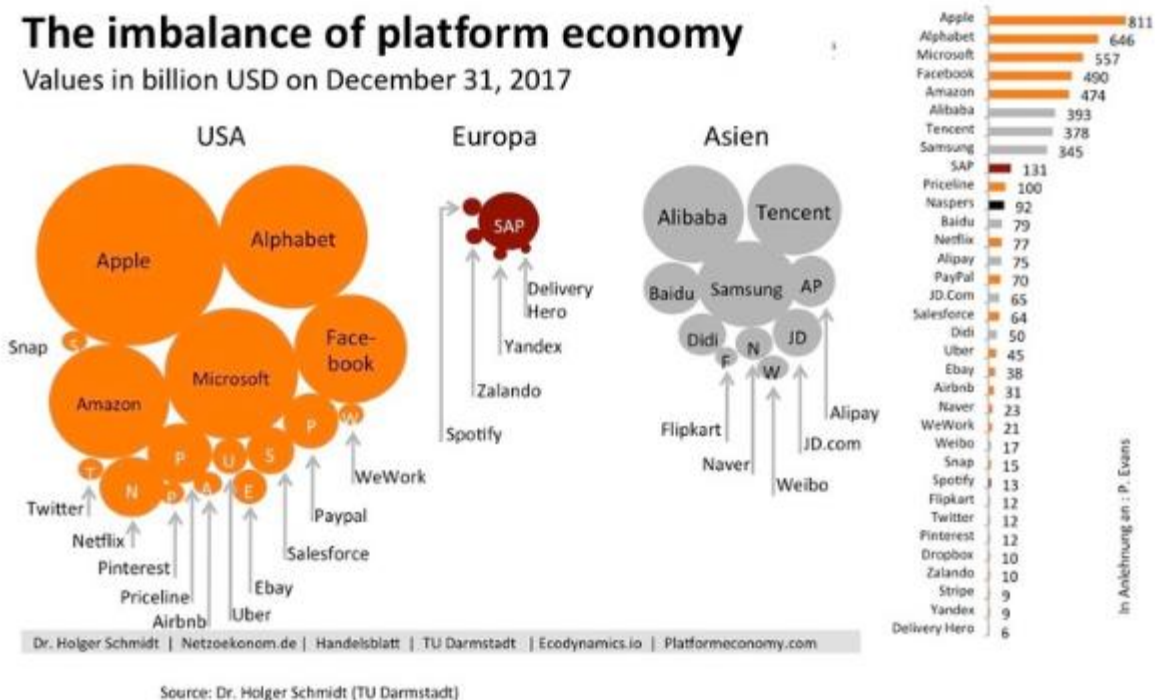 The imbalance of platform economy
Values in billion USD on December 31, 2017
USA
Europa
Asien
Apple
Alphabet
Snap
S
Amazon
Microsoft
Face-
book
P
W
WeWork
T
Twitter
N
Netflix
P
P
Pinterest
Priceline
A
Airbnb
U
Uber
E
Ebay
S
Salesforce
Paypal
SAP
Spotify
Zalando
Yandex
Delivery
Hero
Alibaba
Tencent
Baidu
Samsung
AP
Didi
F
N
W
JD
Flipkart
Naver
Weibo
JD.com
Alipay
Apple 811
Alphabet 646
Microsoft 557
Facebook 490
Amazon 474
Alibaba 393
Tencent 378
Samsung 345
SAP 131
Priceline 100
Naspers 92
Baidu 79
Netflix 77
Alipay 75
PayPal 70
JD.Com 65
Salesforce 64
Didi 50
Uber 45
Ebay 38
Airbnb 31
Naver 23
WeWork 21
Weibo 17
Snap 15
Spotify 13
Flipkart 12
Twitter 12
Pinterest 12
Dropbox 10
Zalando 10
Stripe 9
Yandex 9
Delivery Hero 6
In Anlehnung an : P. Evans
Dr. Holger Schmidt | Netzoekonom.de | Handelsblatt | TU Darmstadt | Ecodynamics.io | Platformeconomy.com
Source: Dr. Holger Schmidt (TU Darmstadt)